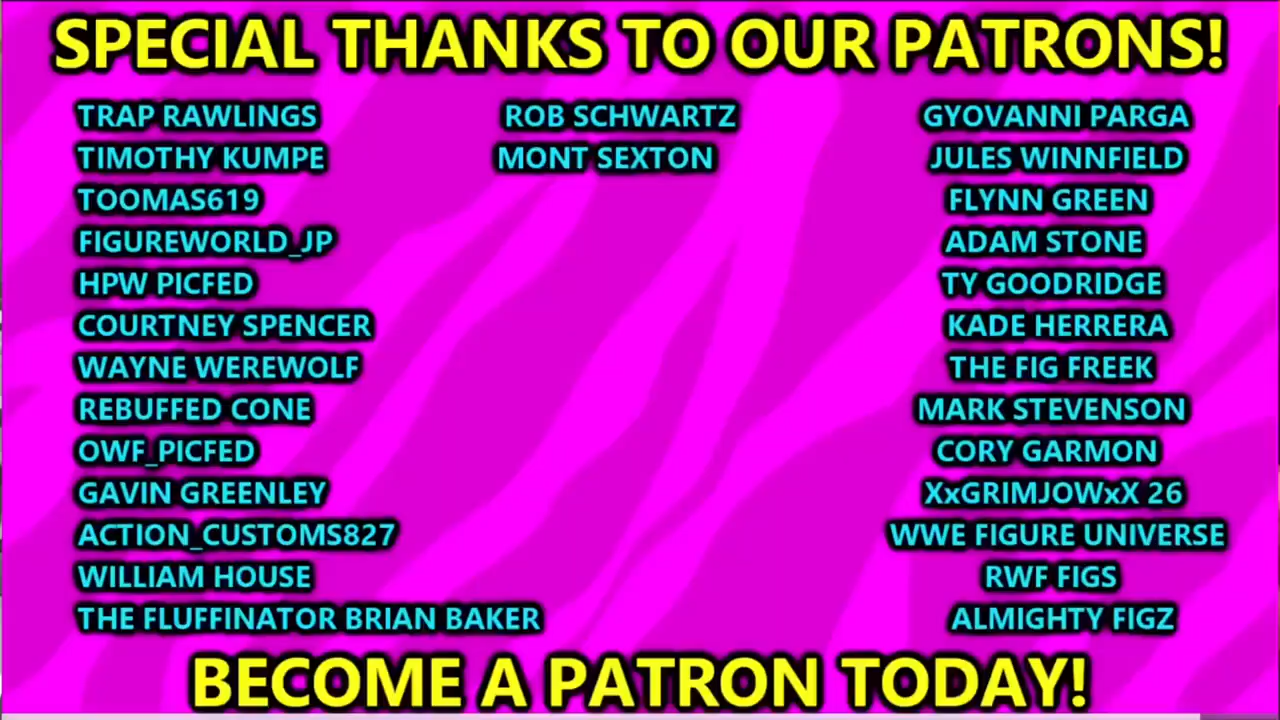 SPECIAL THANKS TO OUR PATRONS!
TRAP RAWLINGS
TIMOTHY KUMPE
TOOMAS619
FIGUREWORLD_JP
HPW PICFED
COURTNEY SPENCER
WAYNE WEREWOLF
REBUFFED CONE
OWF_PICFED
GAVIN GREENLEY
ACTION_CUSTOMS827
WILLIAM HOUSE
THE FLUFFINATOR BRIAN BAKER
ROB SCHWARTZ
MONT SEXTON
GYOVANNI PARGA
JULES WINNFIELD
FLYNN GREEN
ADAM STONE
TY GOODRIDGE
KADE HERRERA
THE FIG FREEK
MARK STEVENSON
CORY GARMON
XxGRIMJOWxX 26
WWE FIGURE UNIVERSE
RWF FIGS
ALMIGHTY FIGZ
BECOME A PATRON TODAY!